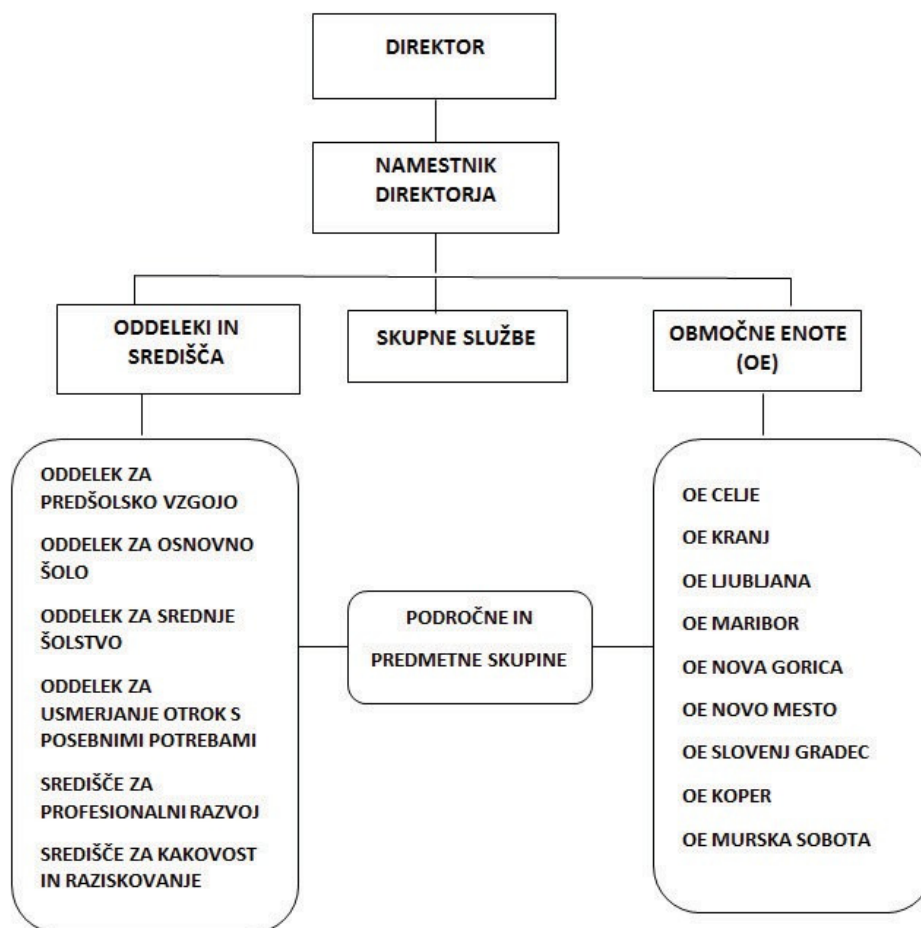 DIREKTOR
NAMESTNIK
DIREKTORJA
ODDELEKI IN
SREDIŠČA
SKUPNE SLUŽBE
OBMOČNE ENOTE
(OE)
ODDELEK ZA
PREDŠOLSKO VZGOJO
ODDELEK ZA OSNOVNO
ŠOLO
ODDELEK ZA SREDNJE
ŠOLSTVO
ODDELEK ZA
USMERJANJE OTROK S
POSEBNIMI POTREBAMI
SREDIŠČE ZA
PROFESIONALNI RAZVOJ
SREDIŠČE ZA KAKOVOST
IN RAZISKOVANJE
PODROČNE IN
PREDMETNE SKUPINE
OE CELJE
OE KRANJ
OE LJUBLJANA
OE MARIBOR
OE NOVA GORICA
OE NOVO MESTO
OE SLOVENJ GRADEC
OE KOPER
OE MURSKA SOBOTA